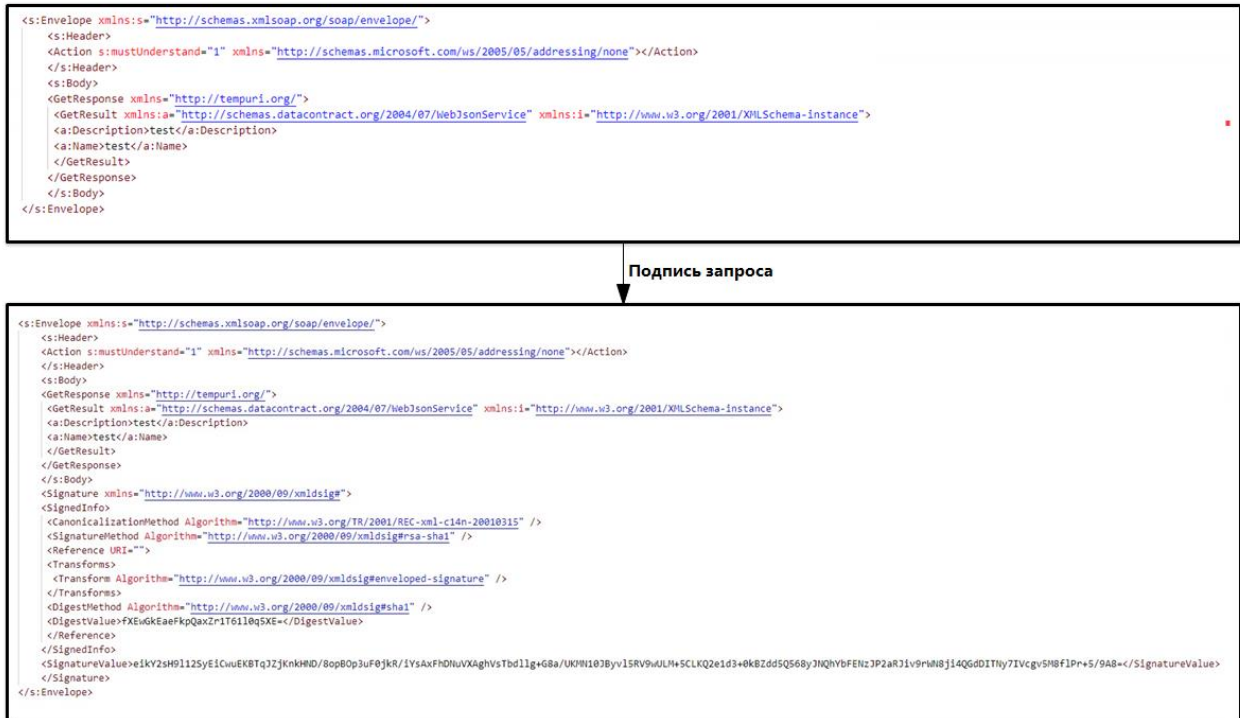 <s:Envelope xmlns:s="http://schemas.xmlsoap.org/soap/envelope/">
<s:Header>
<Action s:mustUnderstand="1" xmlns="http://schemas.microsoft.com/ws/2005/05/addressing/none"></Action>
</s:Header>
<s:Body>
<GetResponse xmlns="http://tempuri.org/">
<GetResult xmlns:a="http://schemas.datacontract.org/2004/07/WebJsonService" xmlns:i="http://www.w3.org/2001/XMLSchema-instance">
<a:Description>test</a:Description>
<a:Name>test</a:Name>
</GetResult>
</GetResponse>
</s:Body>
</s:Envelope>
Подпись запроса
<s:Envelope xmlns:s="http://schemas.xmlsoap.org/soap/envelope/">
<s:Header>
<Action s:mustUnderstand="1" xmlns="http://schemas.microsoft.com/ws/2005/05/addressing/none"></Action>
</s:Header>
<s:Body>
<GetResponse xmlns="http://tempuri.org/">
<GetResult xmlns:a="http://schemas.datacontract.org/2004/07/WebJsonService" xmlns:i="http://www.w3.org/2001/XMLSchema-instance">
<a:Description>test</a:Description>
<a:Name>test</a:Name>
</GetResult>
</GetResponse>
</s:Body>
<Signature xmlns="http://www.w3.org/2000/09/xmldsig#">
<SignedInfo>
<CanonicalizationMethod Algorithm="http://www.w3.org/TR/2001/REC-xml-c14n-20010315" />
<SignatureMethod Algorithm="http://www.w3.org/2000/09/xmldsig#rsa-sha1" />
<Reference URI="">
<Transforms>
<Transform Algorithm="http://www.w3.org/2000/09/xmldsig#enveloped-signature" />
</Transforms>
<DigestMethod Algorithm="http://www.w3.org/2000/09/xmldsig#sha1" />
<DigestValue></DigestValue>
</Reference>
</SignedInfo>
<SignatureValue></SignatureValue>
</Signature>
</s:Envelope>